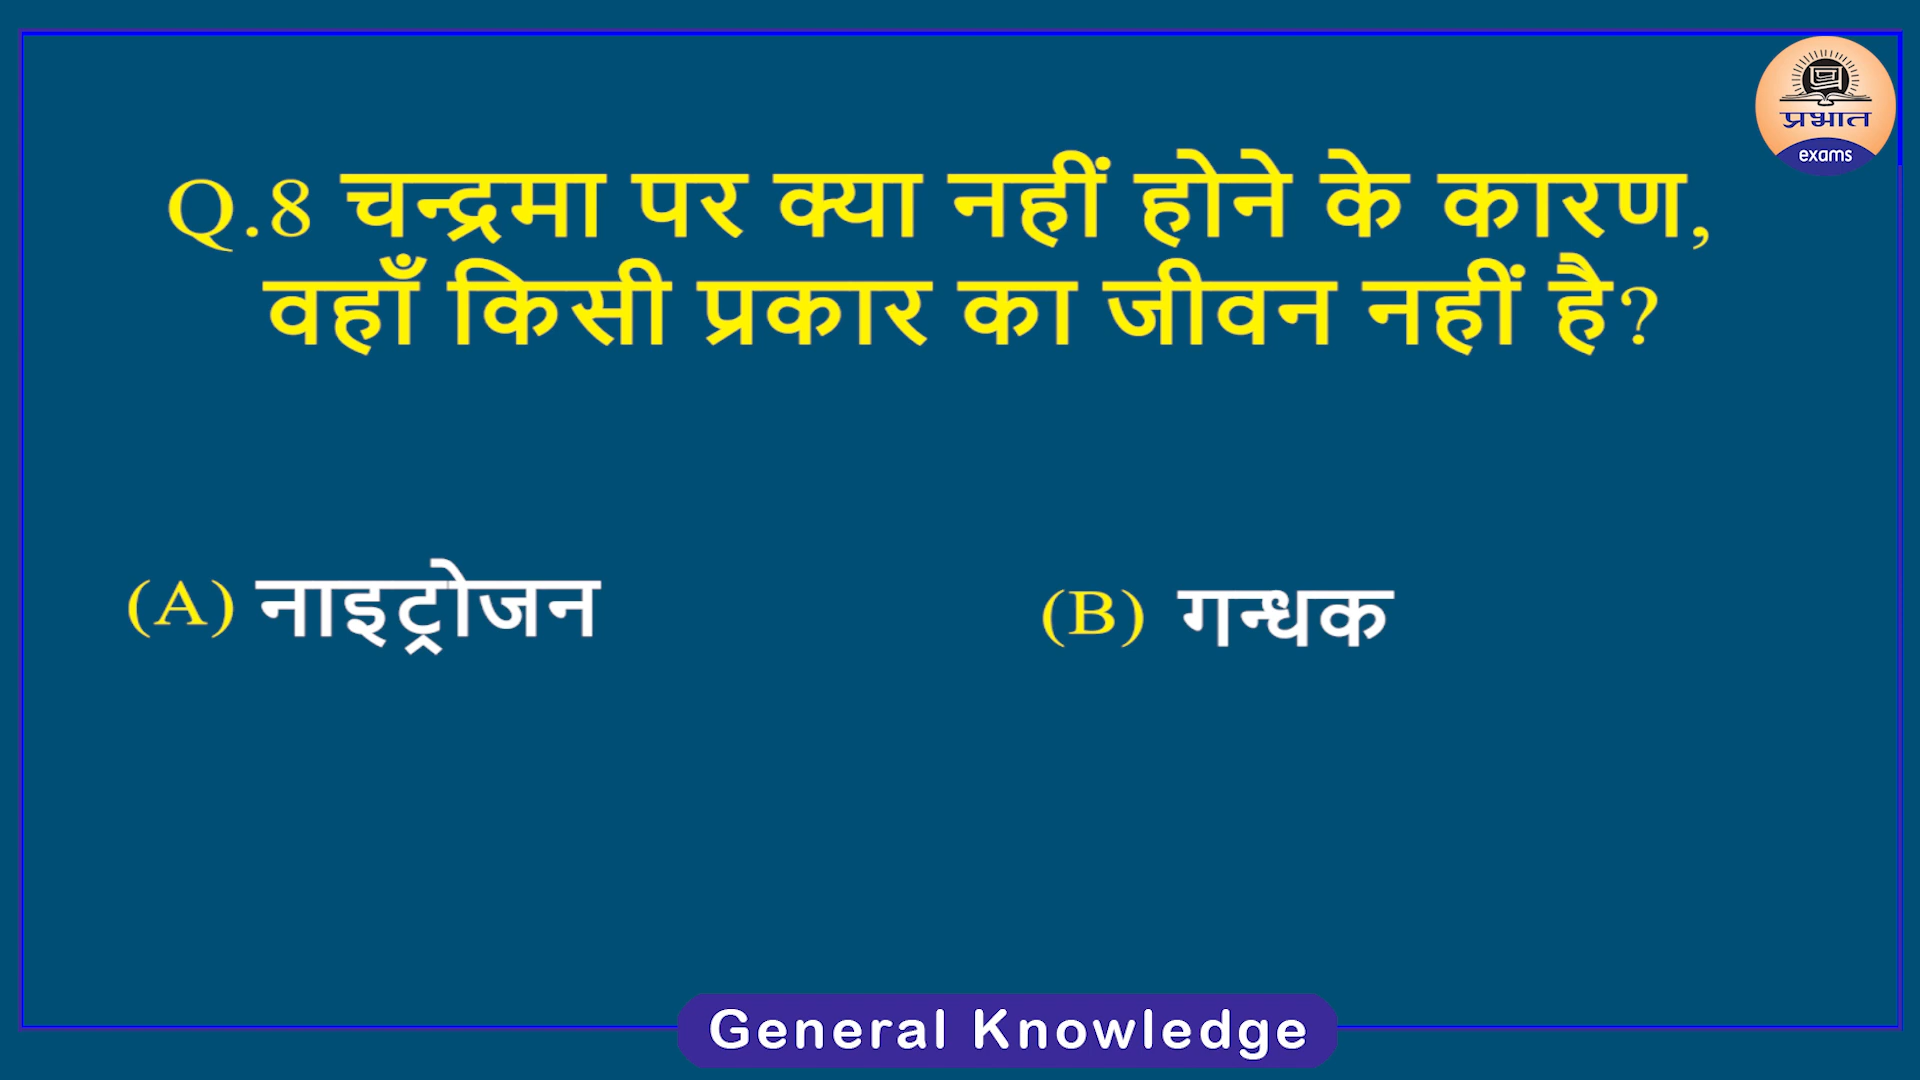 प्रभात
exams
Q.8 चन्द्रमा पर क्या नहीं होने के कारण,
वहाँ किसी प्रकार का जीवन नहीं है?
(A) नाइट्रोजन
(B) गन्धक
General Knowledge